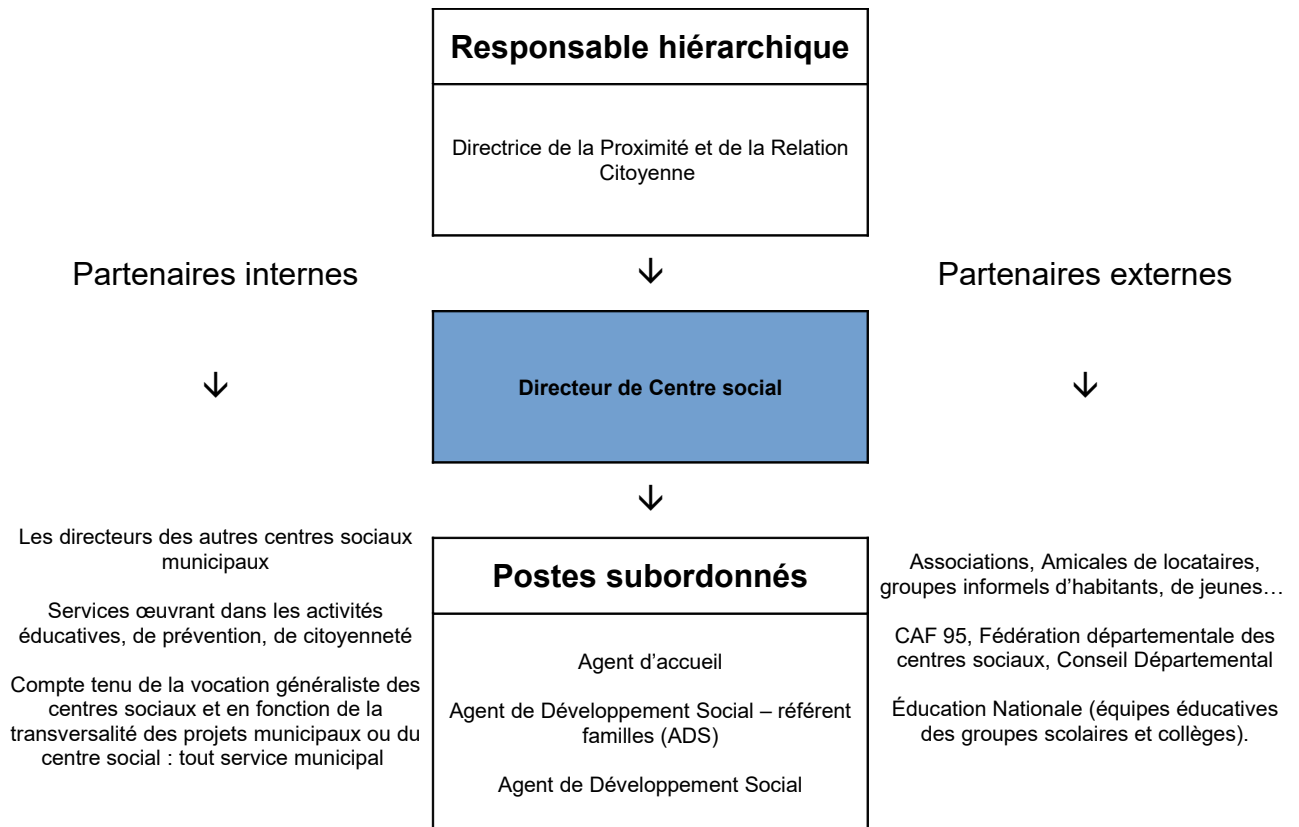 Responsable hiérarchique
Directrice de la Proximité et de la Relation
Citoyenne
Partenaires internes
↓
Partenaires externes
↓
Directeur de Centre social
↓
↓
Les directeurs des autres centres sociaux
municipaux
Services œuvrant dans les activités
éducatives, de prévention, de citoyenneté
Compte tenu de la vocation généraliste des
centres sociaux et en fonction de la
transversalité des projets municipaux ou du
centre social : tout service municipal
Postes subordonnés
Agent d’accueil
Agent de Développement Social – référent
familles (ADS)
Agent de Développement Social
Associations, Amicales de locataires,
groupes informels d’habitants, de jeunes…
CAF 95, Fédération départementale des
centres sociaux, Conseil Départemental
Éducation Nationale (équipes éducatives
des groupes scolaires et collèges).